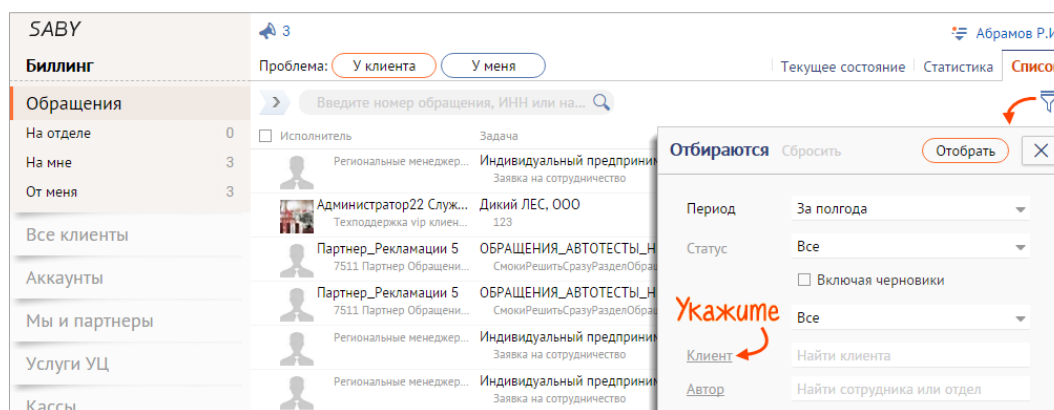 SABY
3
Абрамов Р.И
Биллинг
Проблема: У клиента У меня
Текущее состояние Статистика Список
Обращения
Введите номер обращения, ИНН или на...
На отделе 0
На мне 3
От меня 3
Все клиенты
Аккаунты
Мы и партнеры
Услуги УЦ
Кассы
Исполнитель Задача
Региональные менеджер... Индивидуальный предприним
Заявка на сотрудничество
Администратор22 Служ... Дикий ЛЕС, ООО
Техподдержка vip клиен... 123
Партнер_Рекламации 5 ОБРАЩЕНИЯ_АВТОТЕСТЫ_Н
7511 Партнер Обращени... СмокиРешитьСразуРазделОбращ
Партнер_Рекламации 5 ОБРАЩЕНИЯ_АВТОТЕСТЫ_Н
7511 Партнер Обращени... СмокиРешитьСразуРазделОбращ
Региональные менеджер... Индивидуальный предприним
Заявка на сотрудничество
Региональные менеджер... Индивидуальный предприним
Заявка на сотрудничество
Отбираются Сбросить Отобрать
Период За полгода
Статус Все
Включая черновики
Укажите Все
Клиент Найти клиента
Автор Найти сотрудника или отдел